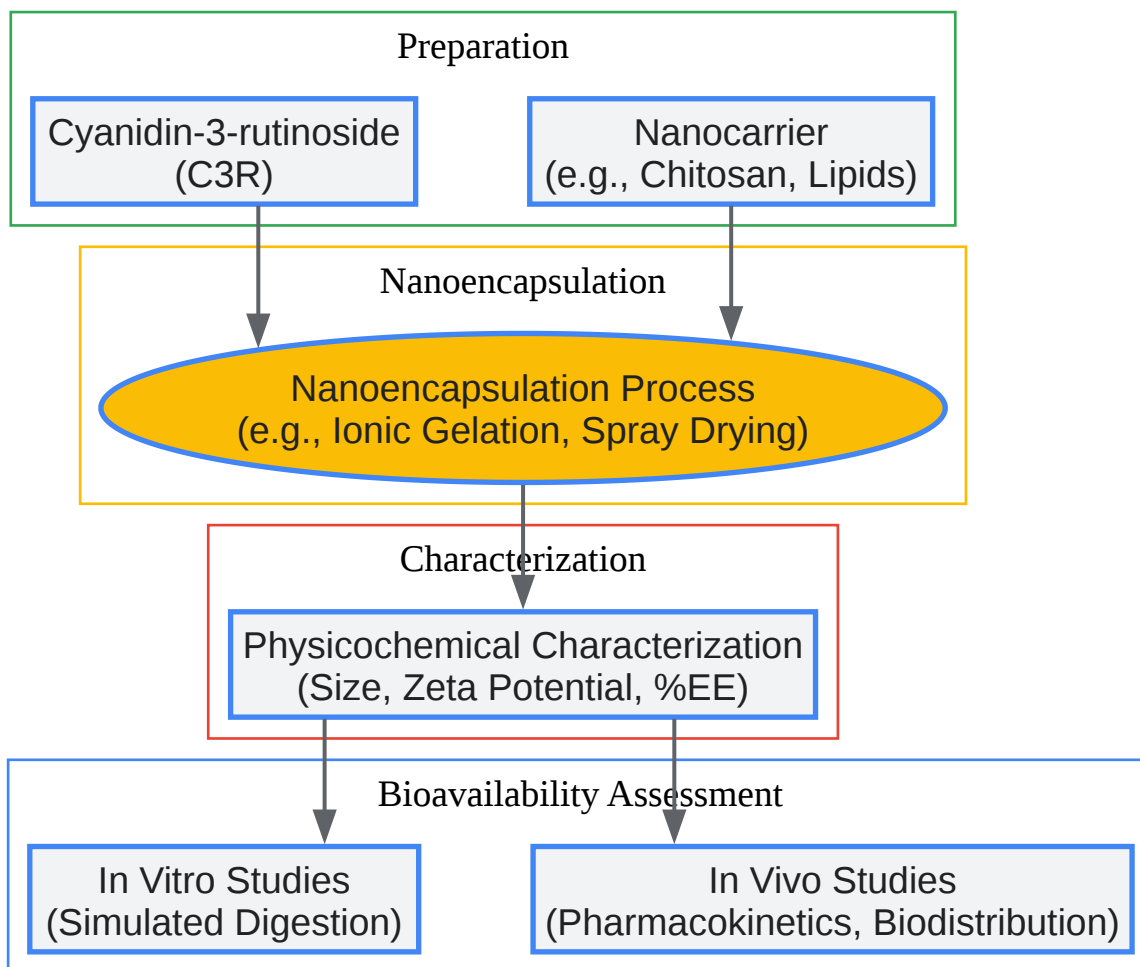 Preparation
Cyanidin-3-rutinoside
(C3R)
Nanocarrier
(e.g., Chitosan, Lipids)
Nanoencapsulation
Nanoencapsulation Process
(e.g., Ionic Gelation, Spray Drying)
Characterization
Physicochemical Characterization
(Size, Zeta Potential, %EE)
Bioavailability Assessment
In Vitro Studies
(Simulated Digestion)
In Vivo Studies
(Pharmacokinetics, Biodistribution)